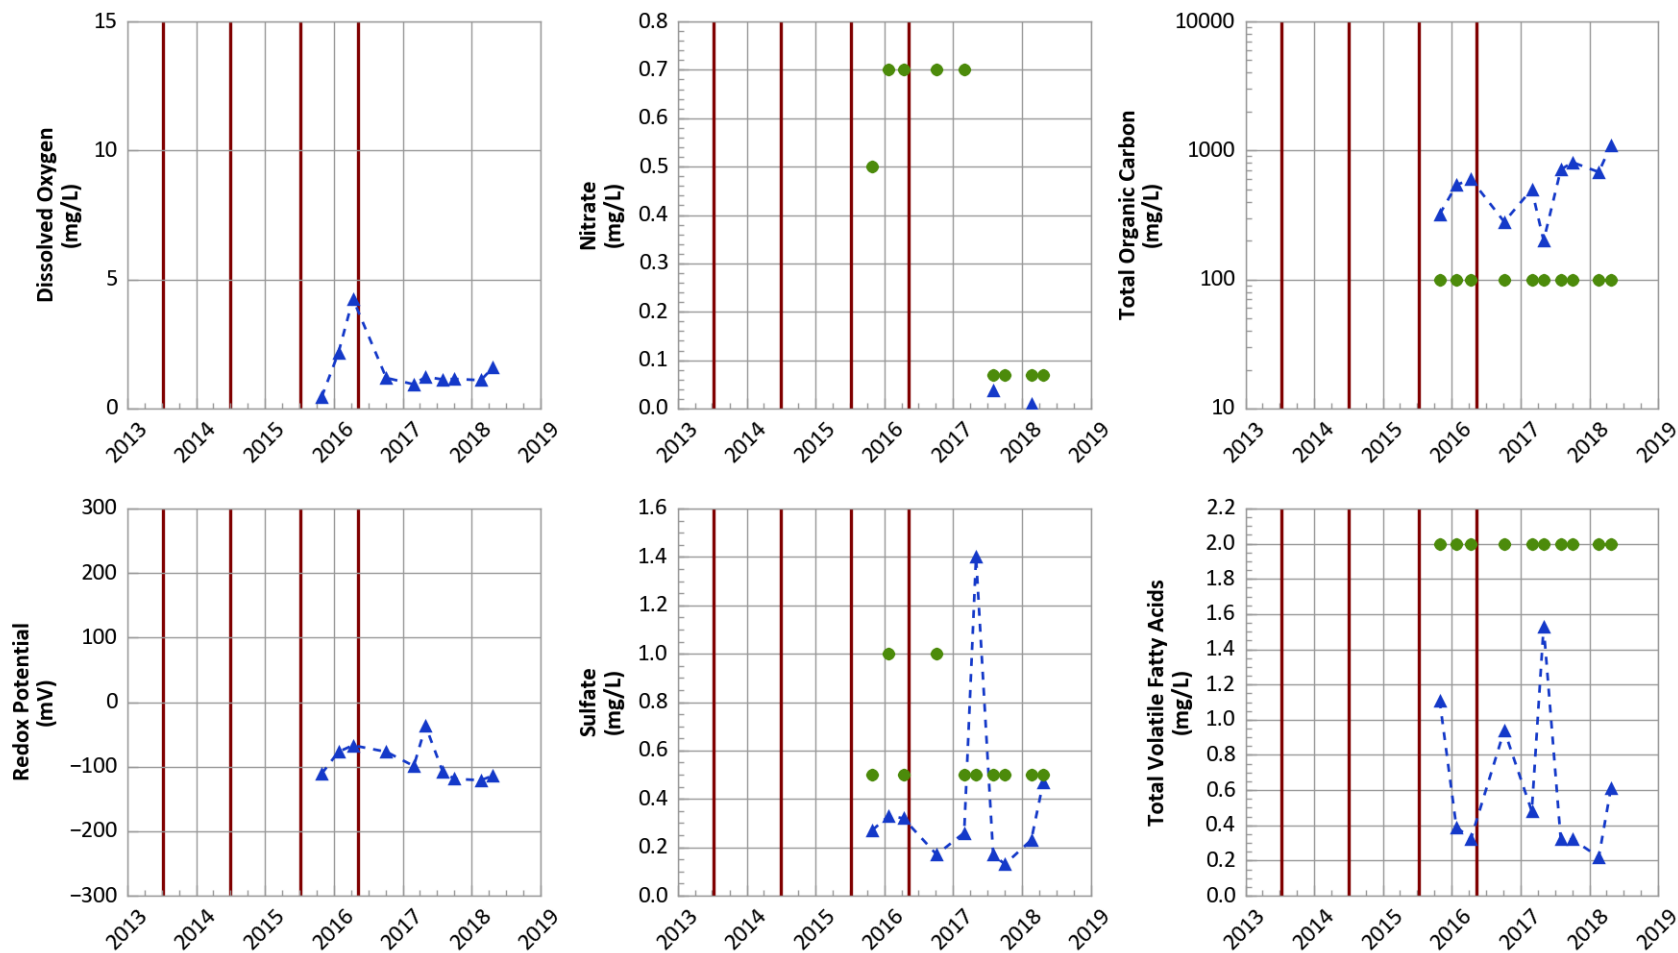 Dissolved Oxygen
(mg/L)
15
10
5
0
2013 2014 2015 2016 2017 2018 2019
Nitrate
(mg/L)
0.8
0.7
0.6
0.5
0.4
0.3
0.2
0.1
0.0
2013 2014 2015 2016 2017 2018 2019
Total Organic Carbon
(mg/L)
10000
1000
100
10
2013 2014 2015 2016 2017 2018 2019
Redox Potential
(mV)
300
200
100
0
−100
−200
−300
2013 2014 2015 2016 2017 2018 2019
Sulfate
(mg/L)
1.6
1.4
1.2
1.0
0.8
0.6
0.4
0.2
0.0
2013 2014 2015 2016 2017 2018 2019
Total Volatile Fatty Acids
(mg/L)
2.2
2.0
1.8
1.6
1.4
1.2
1.0
0.8
0.6
0.4
0.2
0.0
2013 2014 2015 2016 2017 2018 2019